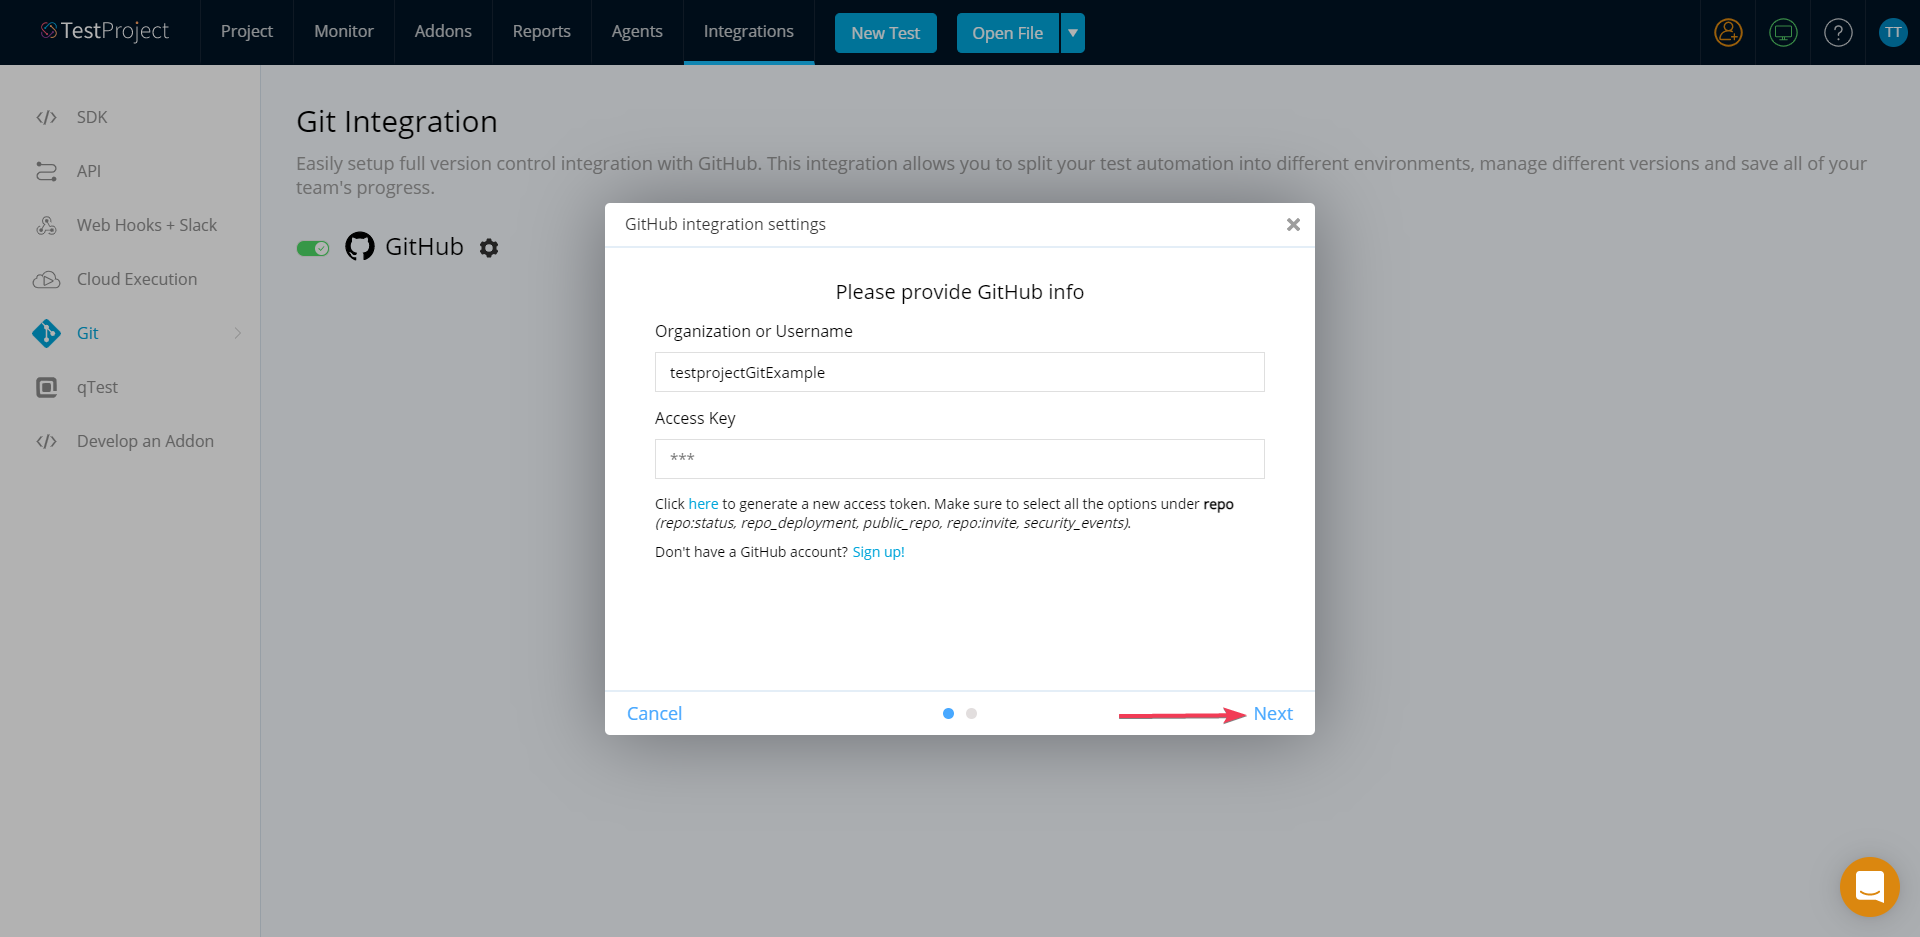 TestProject
Project
Monitor
Addons
Reports
Agents
Integrations
New Test
Open File
?
TT
SDK
API
Web Hooks + Slack
Cloud Execution
Git
qTest
Develop an Addon
Git Integration
Easily setup full version control integration with GitHub. This integration allows you to split your test automation into different environments, manage different versions and save all of your
team's progress.
GitHub
GitHub integration settings
Please provide GitHub info
Organization or Username
testprojectGitExample
Access Key
***
Click here to generate a new access token. Make sure to select all the options under repo
(repo:status, repo_deployment, public_repo, repo:invite, security_events).
Don't have a GitHub account? Sign up!
Cancel
Next